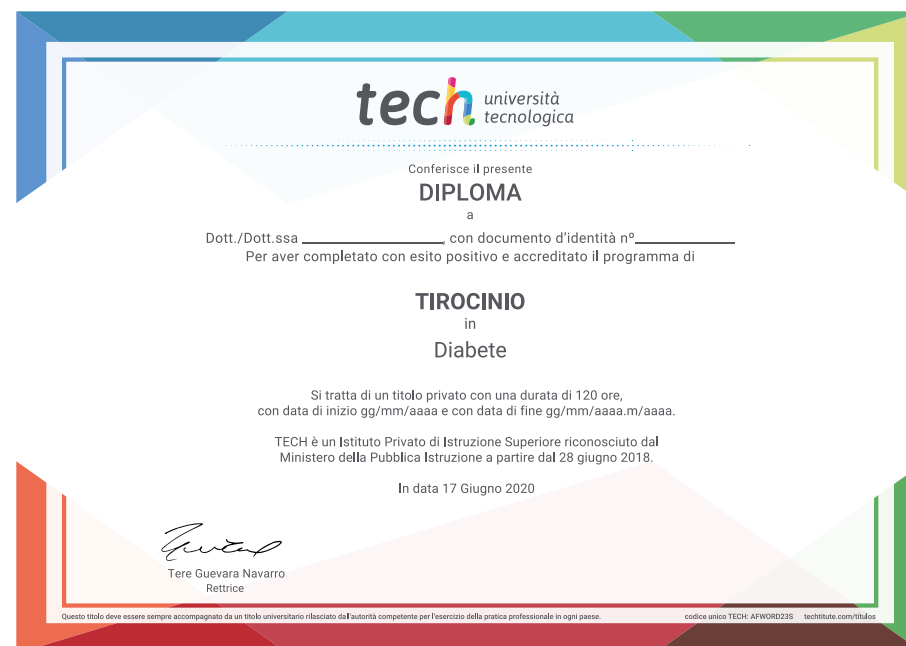 tech università
tecnologica
Conferisce il presente
DIPLOMA
a
Dott./Dott.ssa ____________________, con documento d'identità nº______________
Per aver completato con esito positivo e accreditato il programma di
TIROCINIO
in
Diabete
Si tratta di un titolo privato con una durata di 120 ore,
con data di inizio gg/mm/aaaa e con data di fine gg/mm/aaaa.m/aaaa.
TECH è un Istituto Privato di Istruzione Superiore riconosciuto dal
Ministero della Pubblica Istruzione a partire dal 28 giugno 2018.
In data 17 Giugno 2020
Tere Guevara Navarro
Rettrice
Questo titolo deve essere sempre accompagnato da un titolo universitario rilasciato dall'autorità competente per l'esercizio della pratica professionale in ogni paese. codice unico TECH: AFWORD23S techtitute.com/titulos